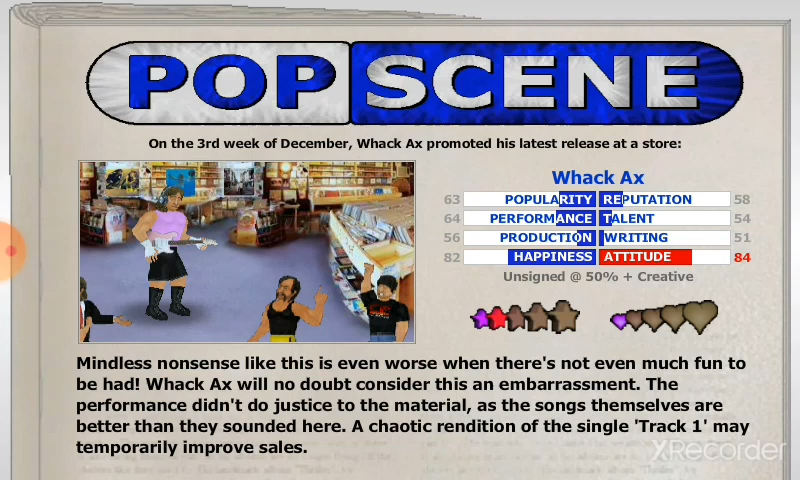 POP SCENE
On the 3rd week of December, Whack Ax promoted his latest release at a store:
Whack Ax
63 POPULARITY REPUTATION 58
64 PERFORMANCE TALENT 54
56 PRODUCTION WRITING 51
82 HAPPINESS ATTITUDE 84
Unsigned @ 50% + Creative
Mindless nonsense like this is even worse when there's not even much fun to
be had! Whack Ax will no doubt consider this an embarrassment. The
performance didn't do justice to the material, as the songs themselves are
better than they sounded here. A chaotic rendition of the single 'Track 1' may
temporarily improve sales.
XRecorder